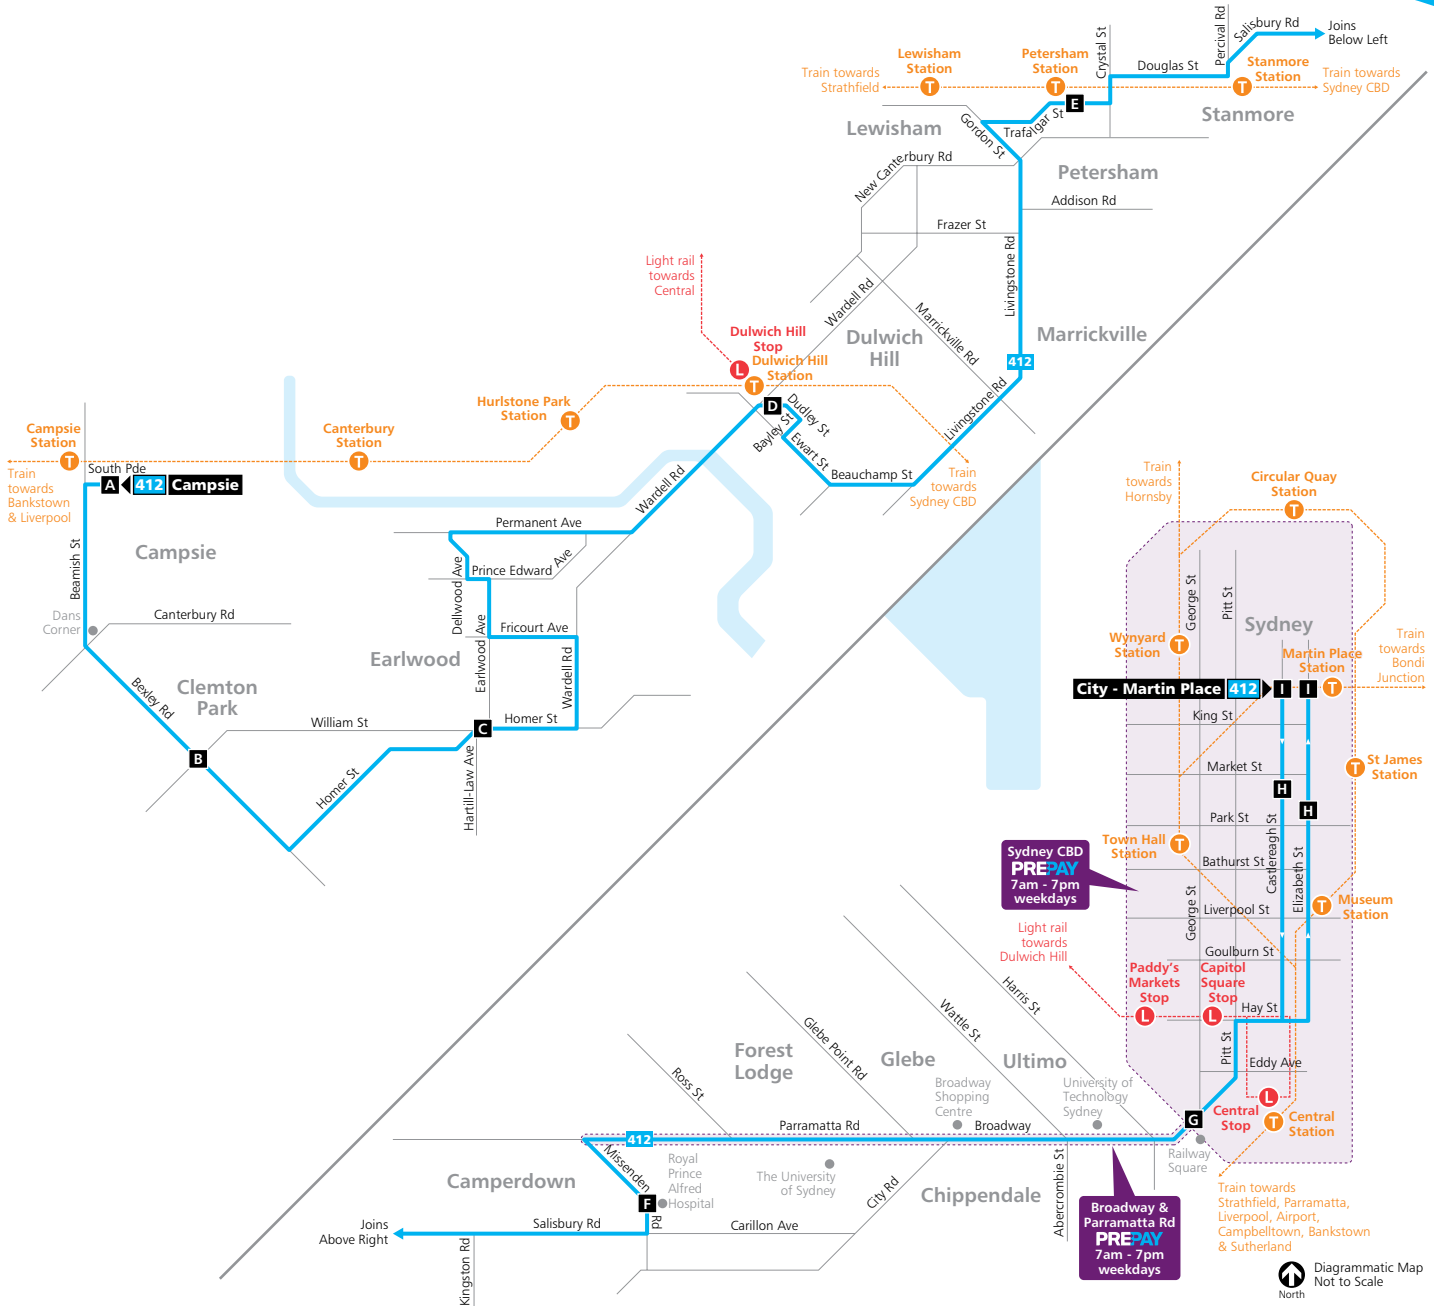 Joins
Below Left
Salisbury Rd
Percival Rd
Crystal St
Douglas St
Lewisham
Station
Petersham
Station
Stanmore
Station
Train towards
Strathfield
Train towards
Sydney CBD
T
T
T
E
Trafalgar St
Gordon St
Lewisham
Stanmore
New Canterbury Rd
Petersham
Addison Rd
Frazer St
Livingstone Rd
Light rail
towards
Central
Wardell Rd
Marrickville Rd
Dulwich
Hill
Marrickville
Dulwich Hill
Stop
L
Dulwich Hill
Station
T
412
D
Dudley St
Bayley St
Ewart St
Livingstone Rd
Beauchamp St
Train
towards
Sydney CBD
Hurlstone Park
Station
T
Canterbury
Station
T
Campsie
Station
T
Train
towards
Bankstown
& Liverpool
South Pde
A
412
Campsie
Beamish St
Campsie
Dans
Corner
Canterbury Rd
Wardell Rd
Permanent Ave
Prince Edward Ave
Dellwood Ave
Fricourt Ave
Earlwood Ave
Earlwood
Wardell Rd
Clemton
Park
Bexley Rd
William St
C
Homer St
B
Homer St
Hartill-Law Ave
Train
towards
Hornsby
Circular Quay
Station
T
George St
Pitt St
Sydney
Wynyard
Station
T
Martin Place
Station
T
Train
towards
Bondi
Junction
City - Martin Place
412
I
I
King St
Market St
St James
Station
T
H
H
Park St
Town Hall
Station
T
Bathurst St
Castlereagh St
Elizabeth St
Sydney CBD
PREPAY
7am - 7pm
weekdays
George St
Liverpool St
Museum
Station
T
Light rail
towards
Dulwich Hill
Goulburn St
Paddy's
Markets
Stop
L
Capitol
Square
Stop
L
Hay St
Pitt St
Eddy Ave
L
Central
Stop
T
Central
Station
G
Railway
Square
Harris St
Wattle St
Glebe Point Rd
Ross St
Forest
Lodge
Glebe
Ultimo
Broadway
Shopping
Centre
University of
Technology
Sydney
412
Parramatta Rd
Broadway
Missenden Rd
Royal
Prince
Alfred
Hospital
F
The University
of Sydney
City Rd
Camperdown
Chippendale
Abercrombie St
Joins
Above Right
Salisbury Rd
Carillon Ave
Kingston Rd
Broadway &
Parramatta Rd
PREPAY
7am - 7pm
weekdays
Train towards
Strathfield, Parramatta,
Liverpool, Airport,
Campbelltown, Bankstown
& Sutherland
North
Diagrammatic Map
Not to Scale